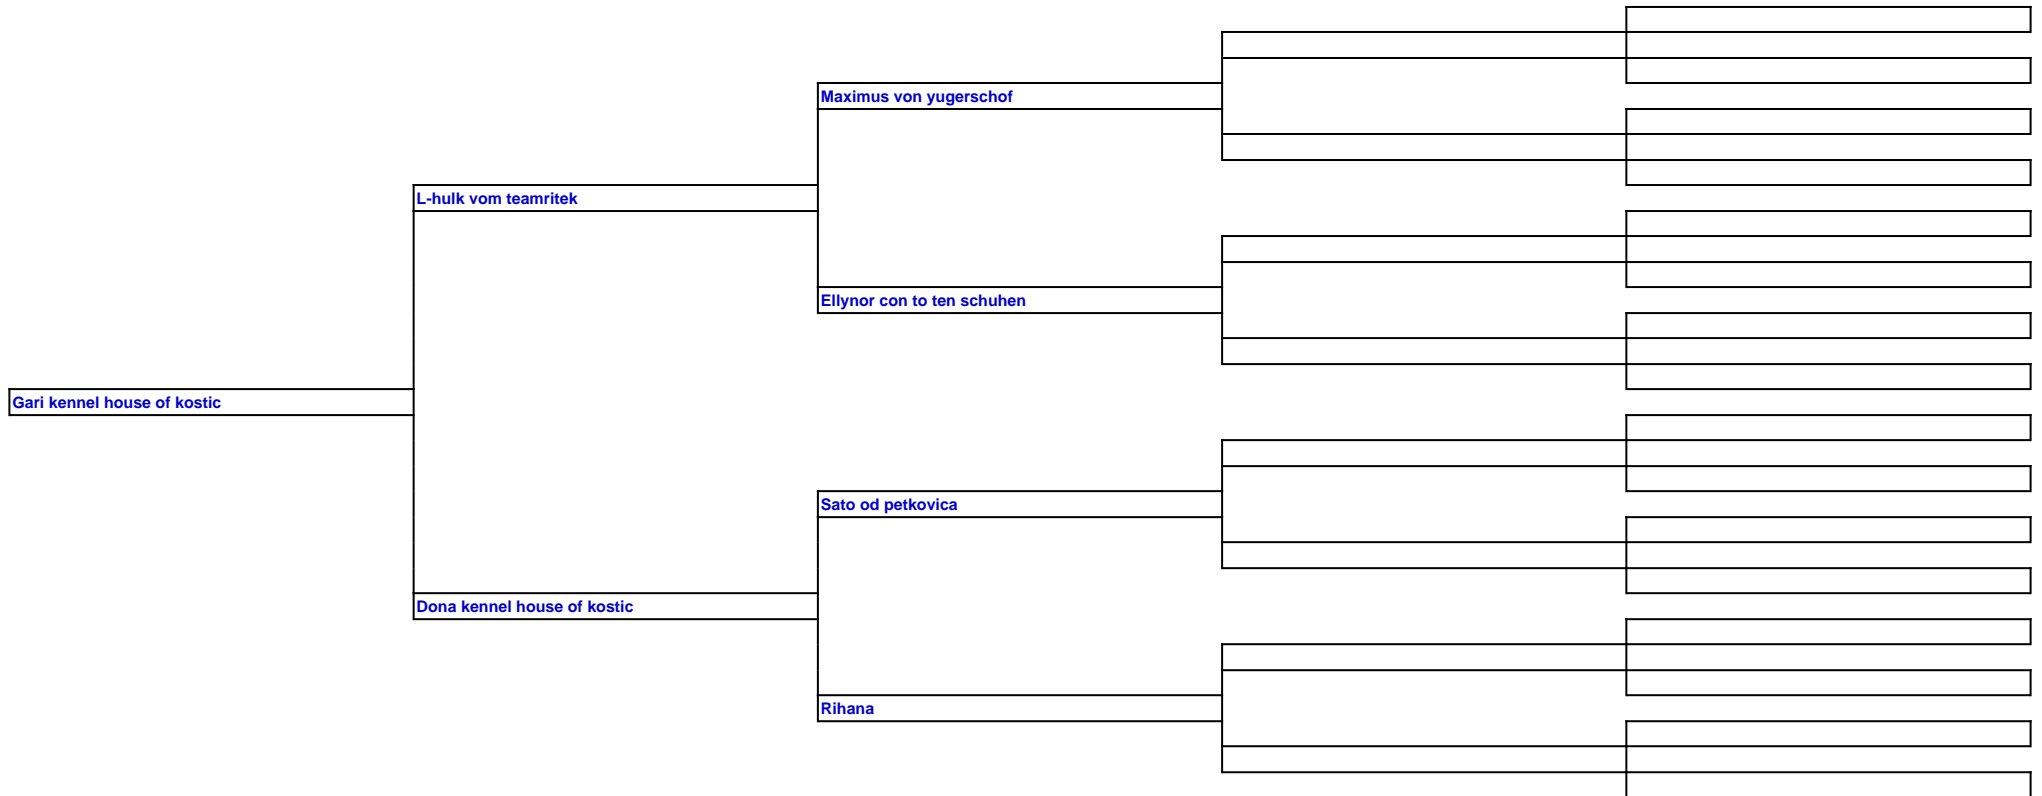 Maximus von yugerschof
L-hulk vom teamritek
Ellynor con to ten schuhen
Gari kennel house of kostic
Sato od petkovica
Dona kennel house of kostic
Rihana